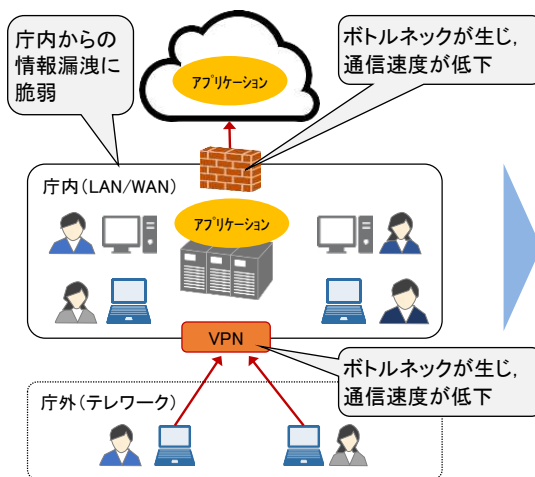 庁内からの
情報漏洩に
脆弱
アプリケーション
ボトルネックが生じ,
通信速度が低下
庁内(LAN/WAN)
アプリケーション
VPN
ボトルネックが生じ,
通信速度が低下
庁外(テレワーク)